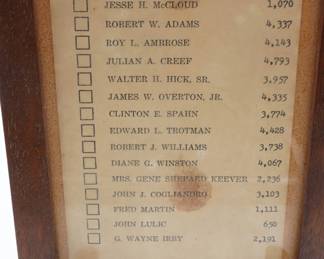 JESSE H. McCLOUD 1,070
ROBERT W. ADAMS 4,337
ROY L. AMBROSE 4,143
JULIAN A. CREEF 4,793
WALTER H. HICK, SR. 3,957
JAMES W. OVERTON, JR. 4,335
CLINTON E. SPAHN 3,774
EDWARD L. TROTMAN 4,428
ROBERT J. WILLIAMS 3,738
DIANE G. WINSTON 4,067
MRS. GENE SHEPARD KEEVER 2,236
JOHN J. COGLIANDRO 3,103
FRED MARTIN 1,111
JOHN LULIC 650
G. WAYNE IRBY 2,191